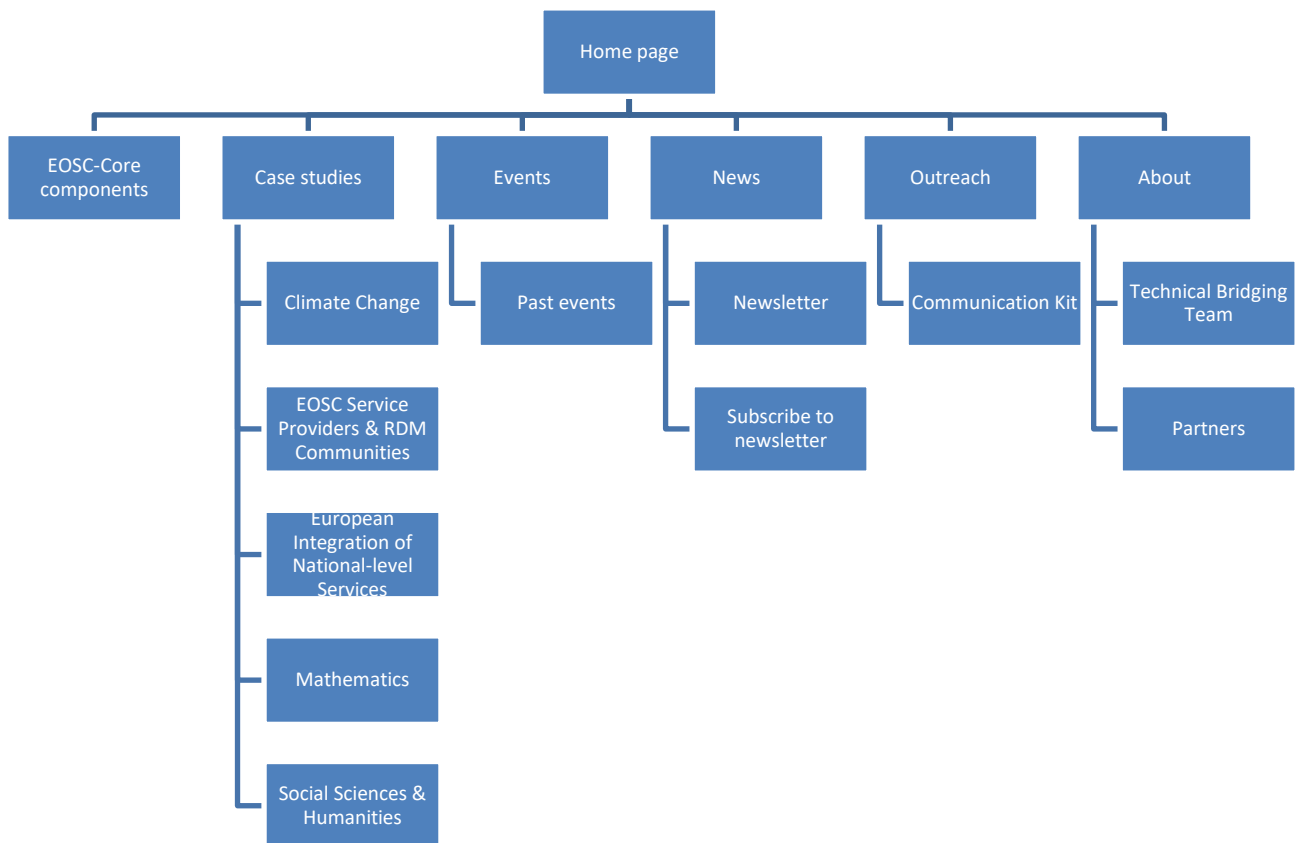 Home page
EOSC-Core
components
Case studies
Events
News
Outreach
About
Climate Change
Past events
Newsletter
Communication Kit
Technical Bridging
Team
EOSC Service
Providers & RDM
Communities
Subscribe to
newsletter
Partners
European
Integration of
National-level
Services
Mathematics
Social Sciences &
Humanities